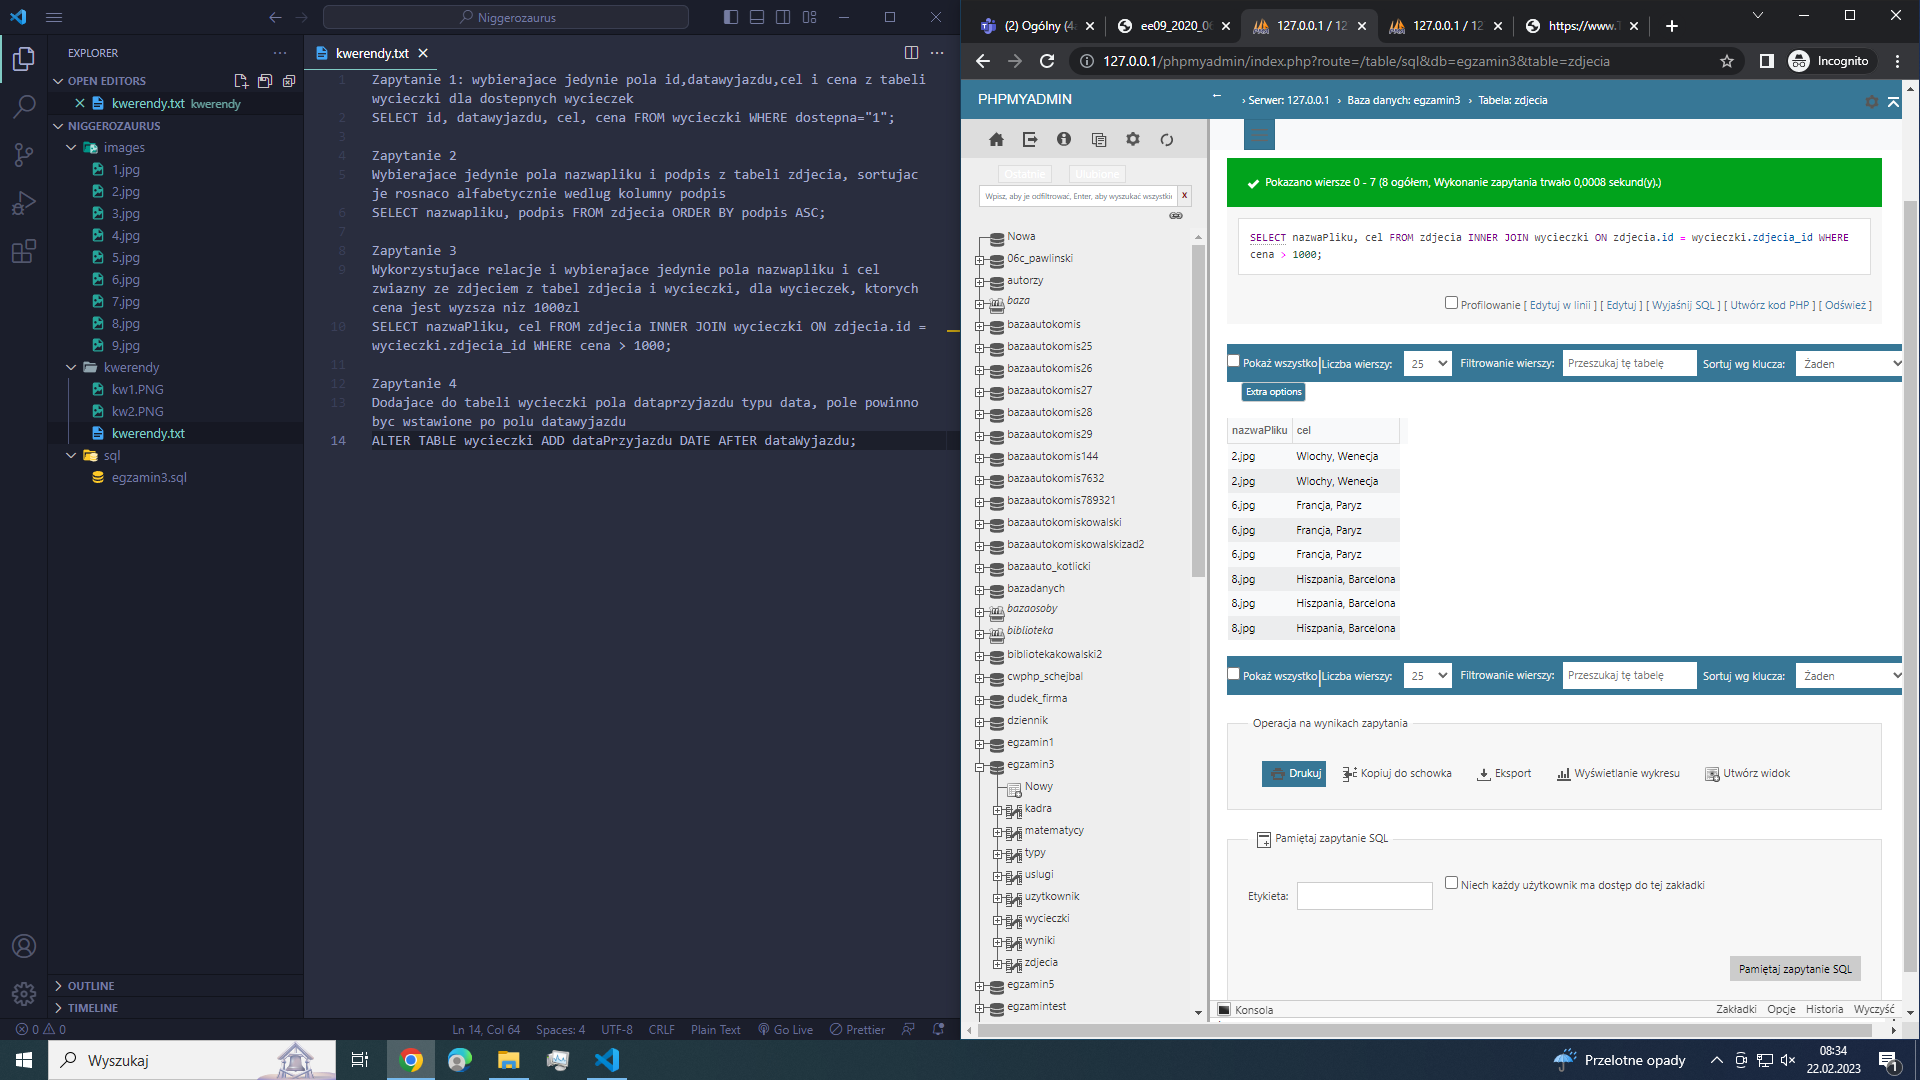 Niggerozaurus
EXPLORER
OPEN EDITORS
kwerendy.txt kwerendy
NIGGEROZAURUS
images
1.jpg
2.jpg
3.jpg
4.jpg
5.jpg
6.jpg
7.jpg
8.jpg
9.jpg
kwerendy
kw1.PNG
kw2.PNG
kwerendy.txt
sql
egzamin3.sql
OUTLINE
TIMELINE
kwerendy.txt
1 Zapytanie 1: wybierajace jedynie pola id,datawyjazdu,cel i cena z tabeli
wycieczki dla dostepnych wycieczek
2 SELECT id, datawyjazdu, cel, cena FROM wycieczki WHERE dostepna="1";
3
4 Zapytanie 2
5 Wybierajace jedynie pola nazwapliku i podpis z tabeli zdjecia, sortujac
je rosnaco alfabetycznie wedlug kolumny podpis
6 SELECT nazwapliku, podpis FROM zdjecia ORDER BY podpis ASC;
7
8 Zapytanie 3
9 Wykorzystujace relacje i wybierajace jedynie pola nazwapliku i cel
zwiazny ze zdjeciem z tabel zdjecia i wycieczki, dla wycieczek, ktorych
cena jest wyzsza niz 1000zl
10 SELECT nazwaPliku, cel FROM zdjecia INNER JOIN wycieczki ON zdjecia.id =
wycieczki.zdjecia_id WHERE cena > 1000;
11
12 Zapytanie 4
13 Dodajace do tabeli wycieczki pola dataprzyjazdu typu data, pole powinno
byc wstawione po polu datawyjazdu
14 ALTER TABLE wycieczki ADD dataPrzyjazdu DATE AFTER dataWyjazdu;
0 0
Ln 14, Col 64
Spaces: 4
UTF-8
CRLF
Plain Text
Go Live
Prettier
(2) Ogólny (4
ee09_2020_0
127.0.0.1 / 12
127.0.0.1 / 12
https://www.
127.0.0.1/phpmyadmin/index.php?route=/table/sql&db=egzamin3&table=zdjecia
Incognito
PHPMYADMIN
Ostatnie
Ulubione
Wpisz, aby je odfiltrować, Enter, aby wyszukać wszystki
X
Nowa
06c_pawlinski
autorzy
baza
bazaautokomis
bazaautokomis25
bazaautokomis26
bazaautokomis27
bazaautokomis28
bazaautokomis29
bazaautokomis144
bazaautokomis7632
bazaautokomis789321
bazaautokomiskowalski
bazaautokomiskowalskizad2
bazaauto_kotlicki
bazadanych
bazaosoby
biblioteka
bibliotekakowalski2
cwphp_schejbal
dudek_firma
dziennik
egzamin1
egzamin3
Nowy
kadra
matematycy
typy
uslugi
uzytkownik
wycieczki
wyniki
zdjecia
egzamin5
egzamintest
← › Serwer: 127.0.0.1 › Baza danych: egzamin3 › Tabela: zdjecia
Pokazano wiersze 0 - 7 (8 ogółem, Wykonanie zapytania trwało 0,0008 sekund(y).)
SELECT nazwaPliku, cel FROM zdjecia INNER JOIN wycieczki ON zdjecia.id = wycieczki.zdjecia_id WHERE
cena > 1000;
Profilowanie [ Edytuj w linii ] [ Edytuj ] [ Wyjaśnij SQL ] [ Utwórz kod PHP ] [ Odśwież ]
Pokaż wszystko Liczba wierszy: 25 Filtrowanie wierszy: Przeszukaj tę tabelę Sortuj wg klucza: Żaden
Extra options
nazwaPliku cel
2.jpg Wlochy, Wenecja
2.jpg Wlochy, Wenecja
6.jpg Francja, Paryz
6.jpg Francja, Paryz
6.jpg Francja, Paryz
8.jpg Hiszpania, Barcelona
8.jpg Hiszpania, Barcelona
8.jpg Hiszpania, Barcelona
Pokaż wszystko Liczba wierszy: 25 Filtrowanie wierszy: Przeszukaj tę tabelę Sortuj wg klucza: Żaden
Operacja na wynikach zapytania
Drukuj Kopiuj do schowka Eksport Wyświetlanie wykresu Utwórz widok
Pamiętaj zapytanie SQL
Etykieta: Niech każdy użytkownik ma dostęp do tej zakładki
Pamiętaj zapytanie SQL
Konsola Zakładki Opcje Historia Wyczyść
Wyszukaj
Przelotne opady
08:34
22.02.2023
1